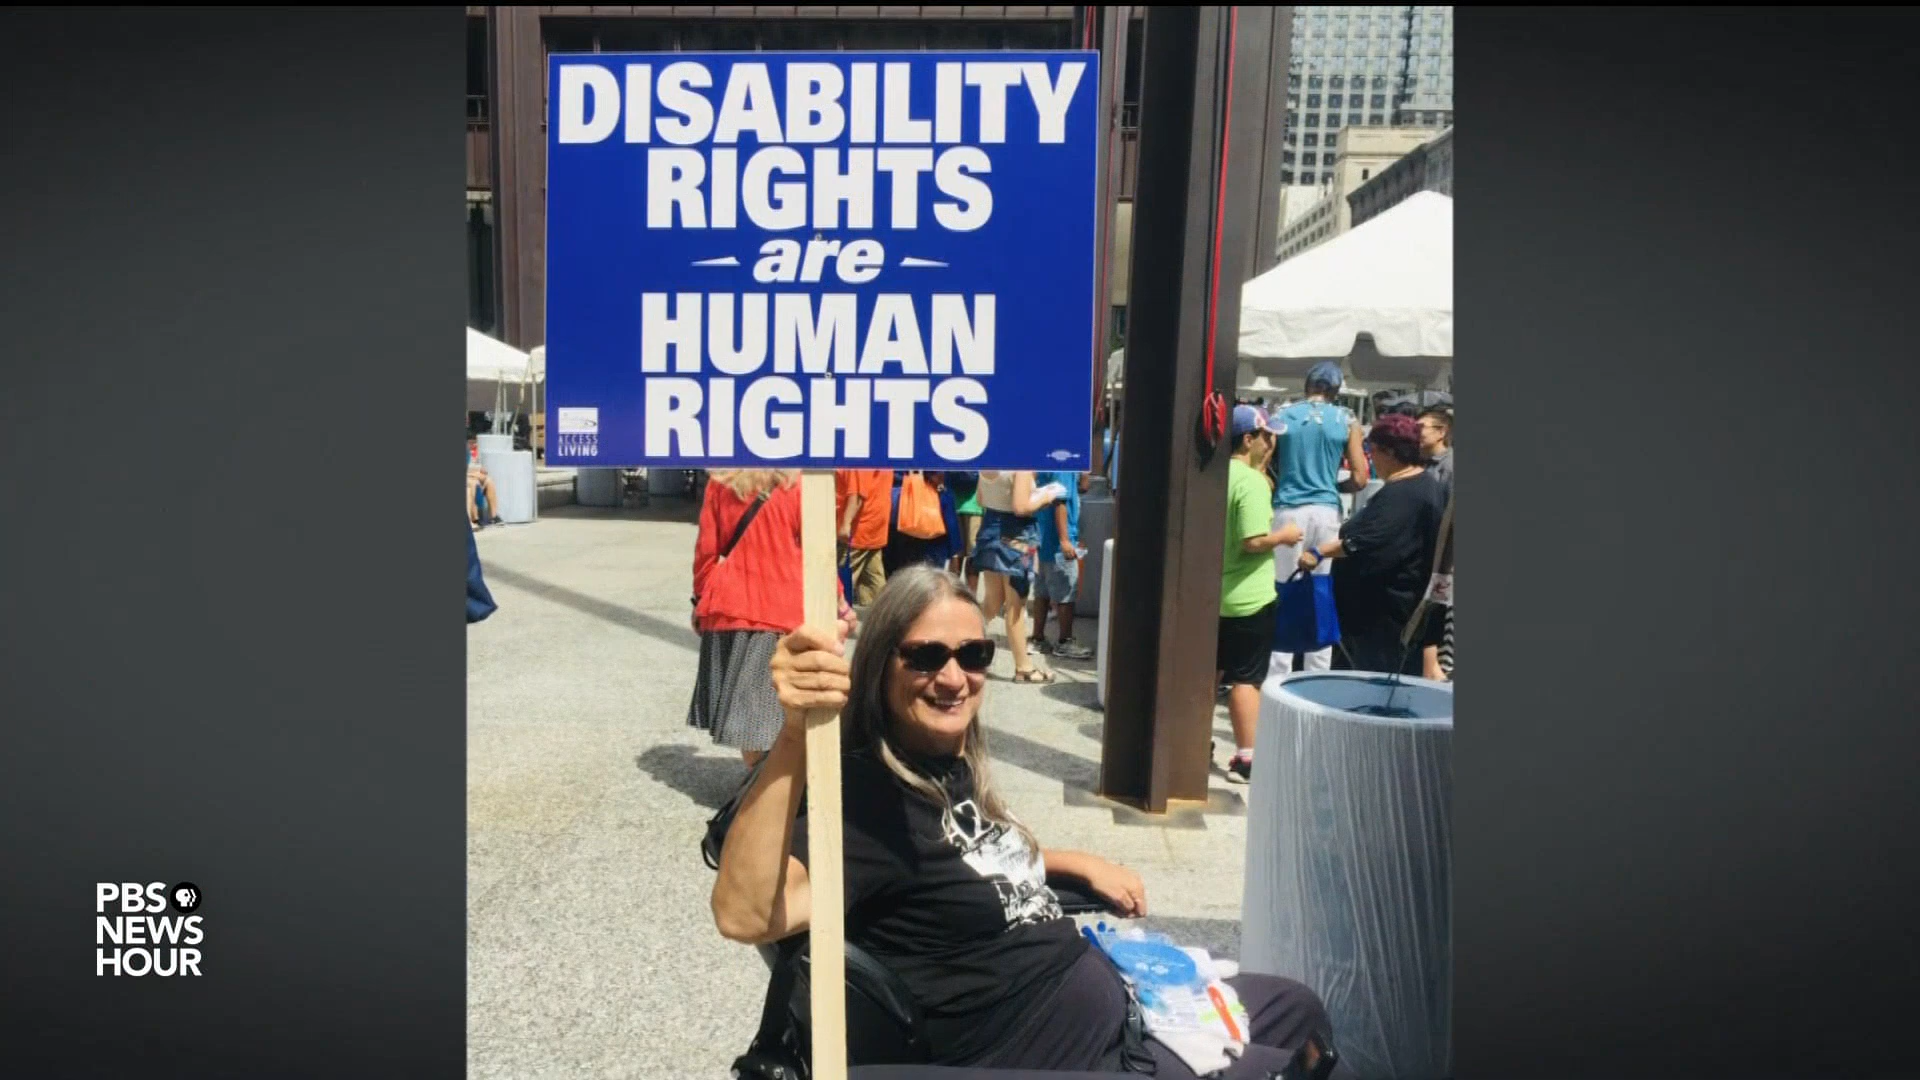 DISABILITY
RIGHTS
are
HUMAN
RIGHTS
ACCESS
LIVING
PBS
NEWS
HOUR